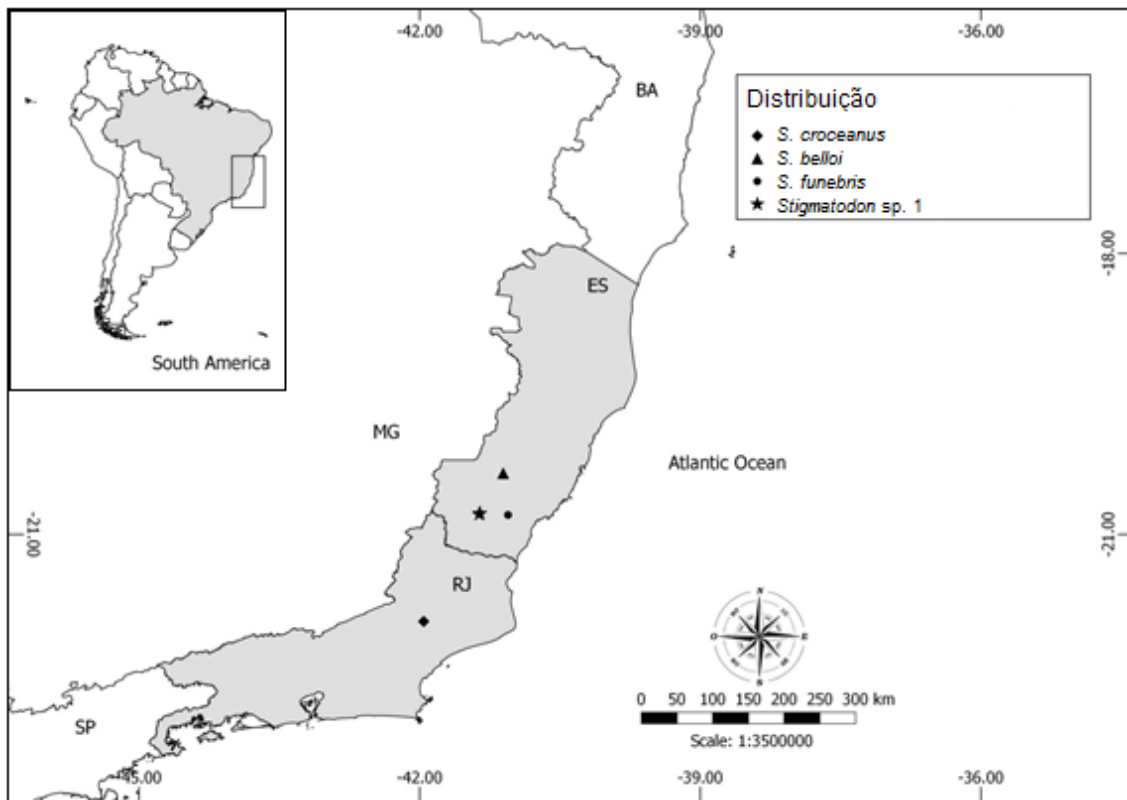 -42.00
-39.00
-36.00
South America
BA
Distribuição
S. croceanus
S. belloi
S. funebris
Stigmatodon sp. 1
-18.00
ES
MG
Atlantic Ocean
-21.00
-21.00
RJ
N
O
E
S
SP
0 50 100 150 200 250 300 km
Scale: 1:3500000
-45.00
-42.00
-39.00
-36.00